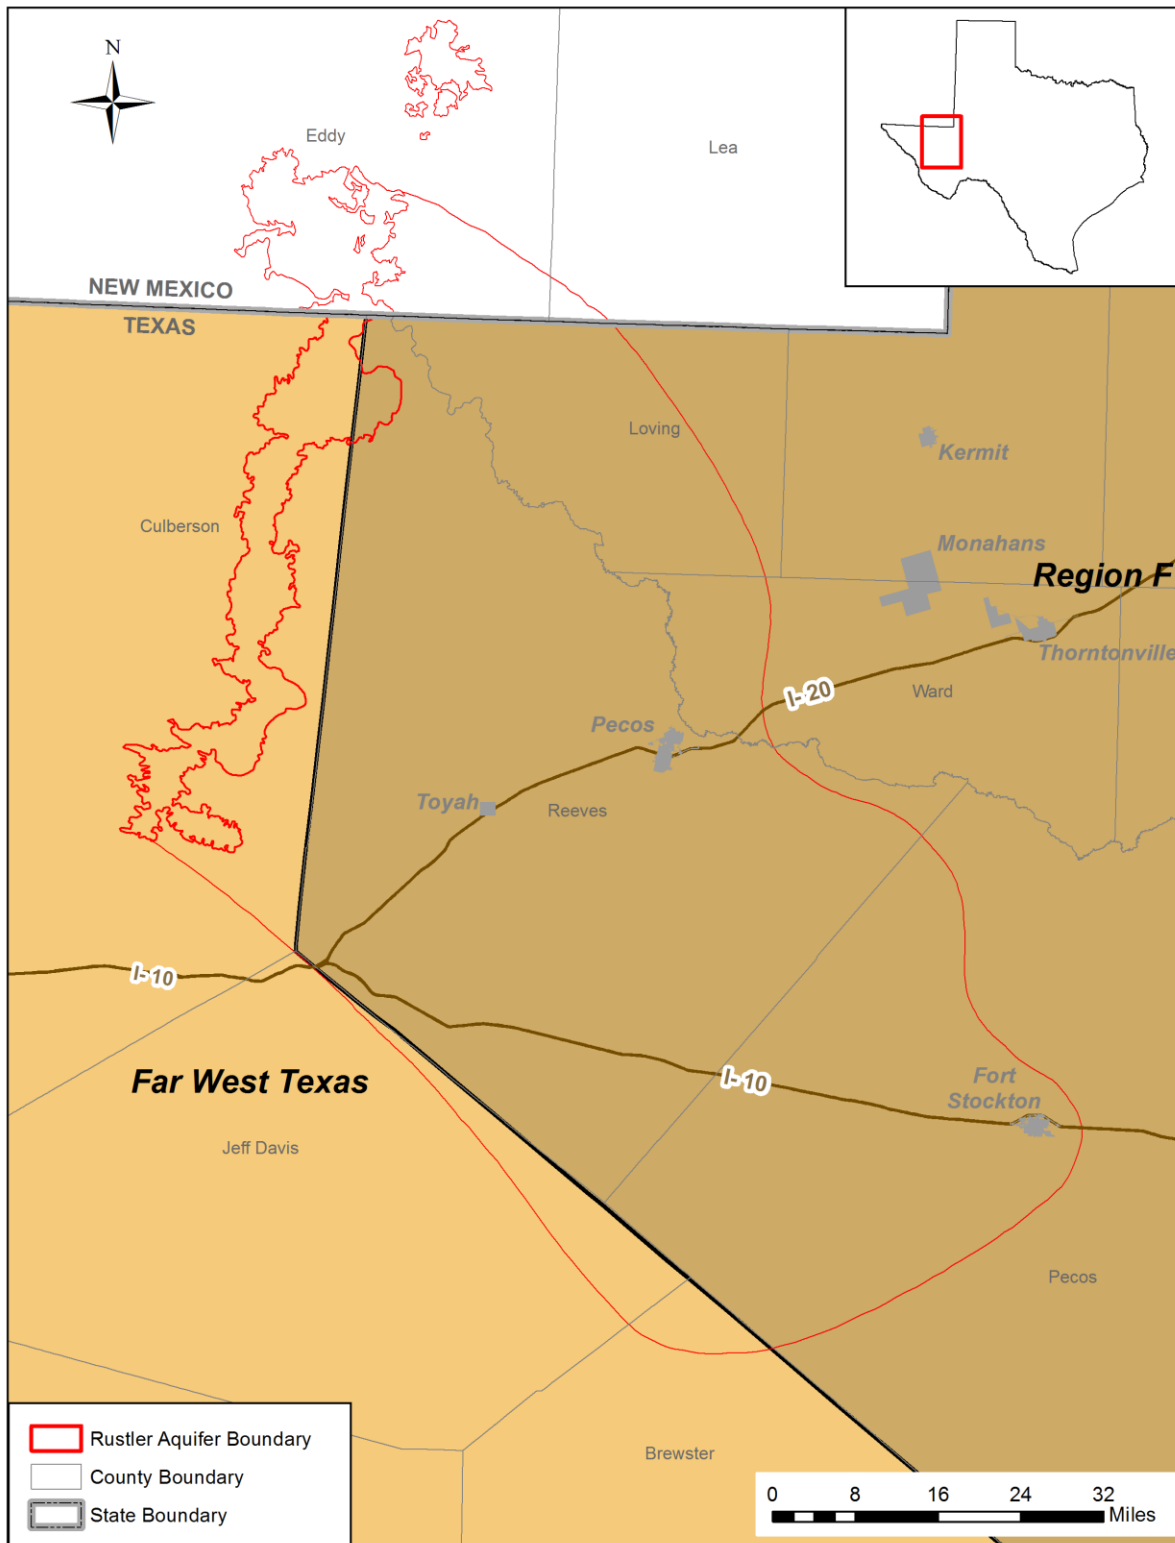 N
Eddy
Lea
NEW MEXICO
TEXAS
Loving
Kermit
Culberson
Monahans
Region F
Thorntonville
I-20
Ward
Pecos
Toyah
Reeves
I-10
Far West Texas
I-10
Fort
Stockton
Jeff Davis
Pecos
Brewster
Rustler Aquifer Boundary
County Boundary
State Boundary
0 8 16 24 32
Miles